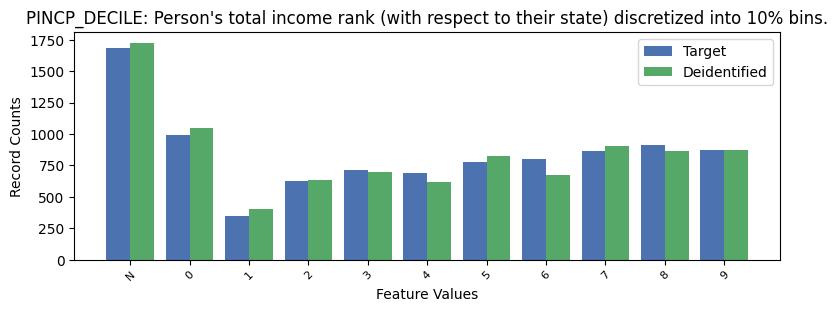 PINCP_DECILE: Person's total income rank (with respect to their state) discretized into 10% bins.
1750
1500
1250
1000
750
500
250
0
Record Counts
Target
Deidentified
N 0 1 2 3 4 5 6 7 8 9
Feature Values